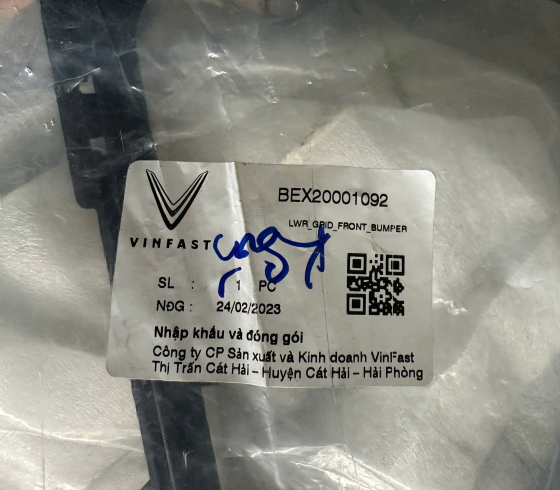 BEX20001092
LWR_GRID_FRONT_BUMPER
VINFAST
SL : 1 PC
NĐG : 24/02/2023
Nhập khẩu và đóng gói
Công ty CP Sản xuất và Kinh doanh VinFast
Thị Trấn Cát Hải – Huyện Cát Hải – Hải Phòng